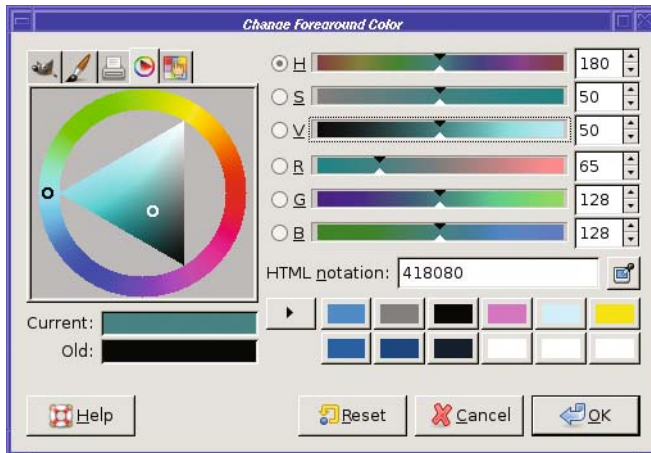 Change Foreground Color
H 180
S 50
V 50
R 65
G 128
B 128
HTML notation: 418080
Current:
Old:
Help Reset Cancel OK